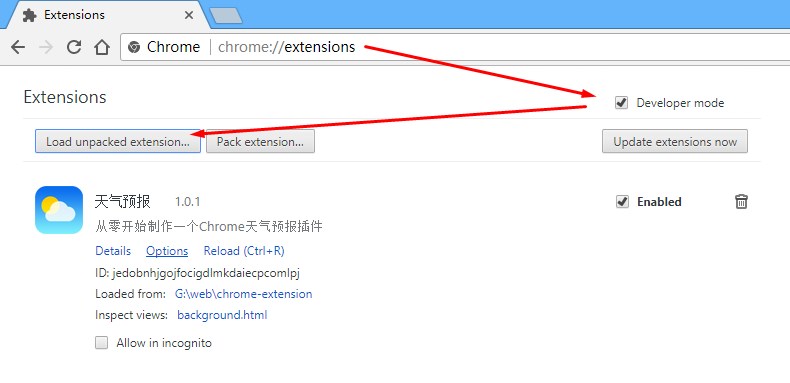 Extensions
Chrome chrome://extensions
Extensions
Developer mode
Load unpacked extension... Pack extension... Update extensions now
天气预报 1.0.1 Enabled
从零开始制作一个Chrome天气预报插件
Details Options Reload (Ctrl+R)
ID: jedobnhjgojfocigdlmkdaiecpcomlpj
Loaded from: G:\web\chrome-extension
Inspect views: background.html
Allow in incognito